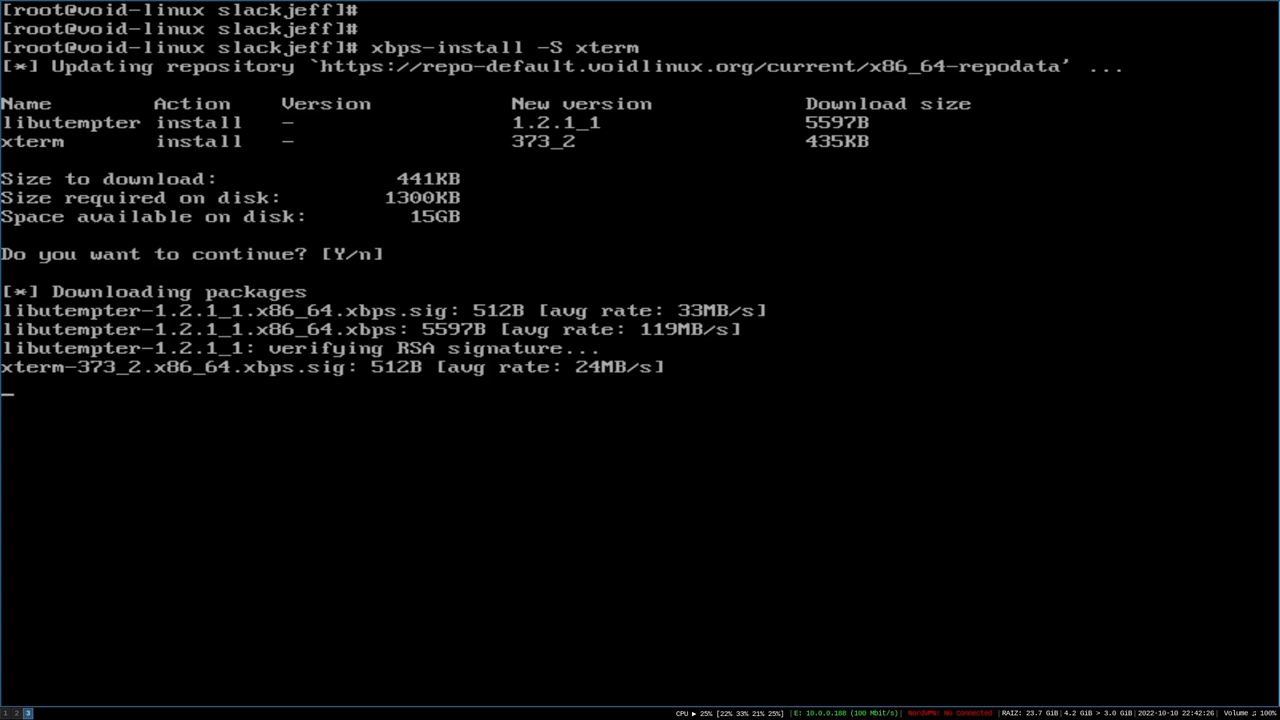 [root@void-linux slackjeff]#
[root@void-linux slackjeff]#
[root@void-linux slackjeff]# xbps-install -S xterm
[*] Updating repository `https://repo-default.voidlinux.org/current/x86_64-repodata' ...
Name Action Version New version Download size
libutempter install - 1.2.1_1 5597B
xterm install - 373_2 435KB
Size to download: 441KB
Size required on disk: 1300KB
Space available on disk: 15GB
Do you want to continue? [Y/n]
[*] Downloading packages
libutempter-1.2.1_1.x86_64.xbps.sig: 512B [avg rate: 33MB/s]
libutempter-1.2.1_1.x86_64.xbps: 5597B [avg rate: 119MB/s]
libutempter-1.2.1_1: verifying RSA signature...
xterm-373_2.x86_64.xbps.sig: 512B [avg rate: 24MB/s]
1 2 3 CPU ▶ 25% [22% 33% 21% 25%] |E: 10.0.0.188 (100 Mbit/s)| NordVPN: No Connected |RAIZ: 23.7 GiB|4.2 GiB > 3.0 GiB|2022-10-10 22:42:26|Volume ♫ 100%